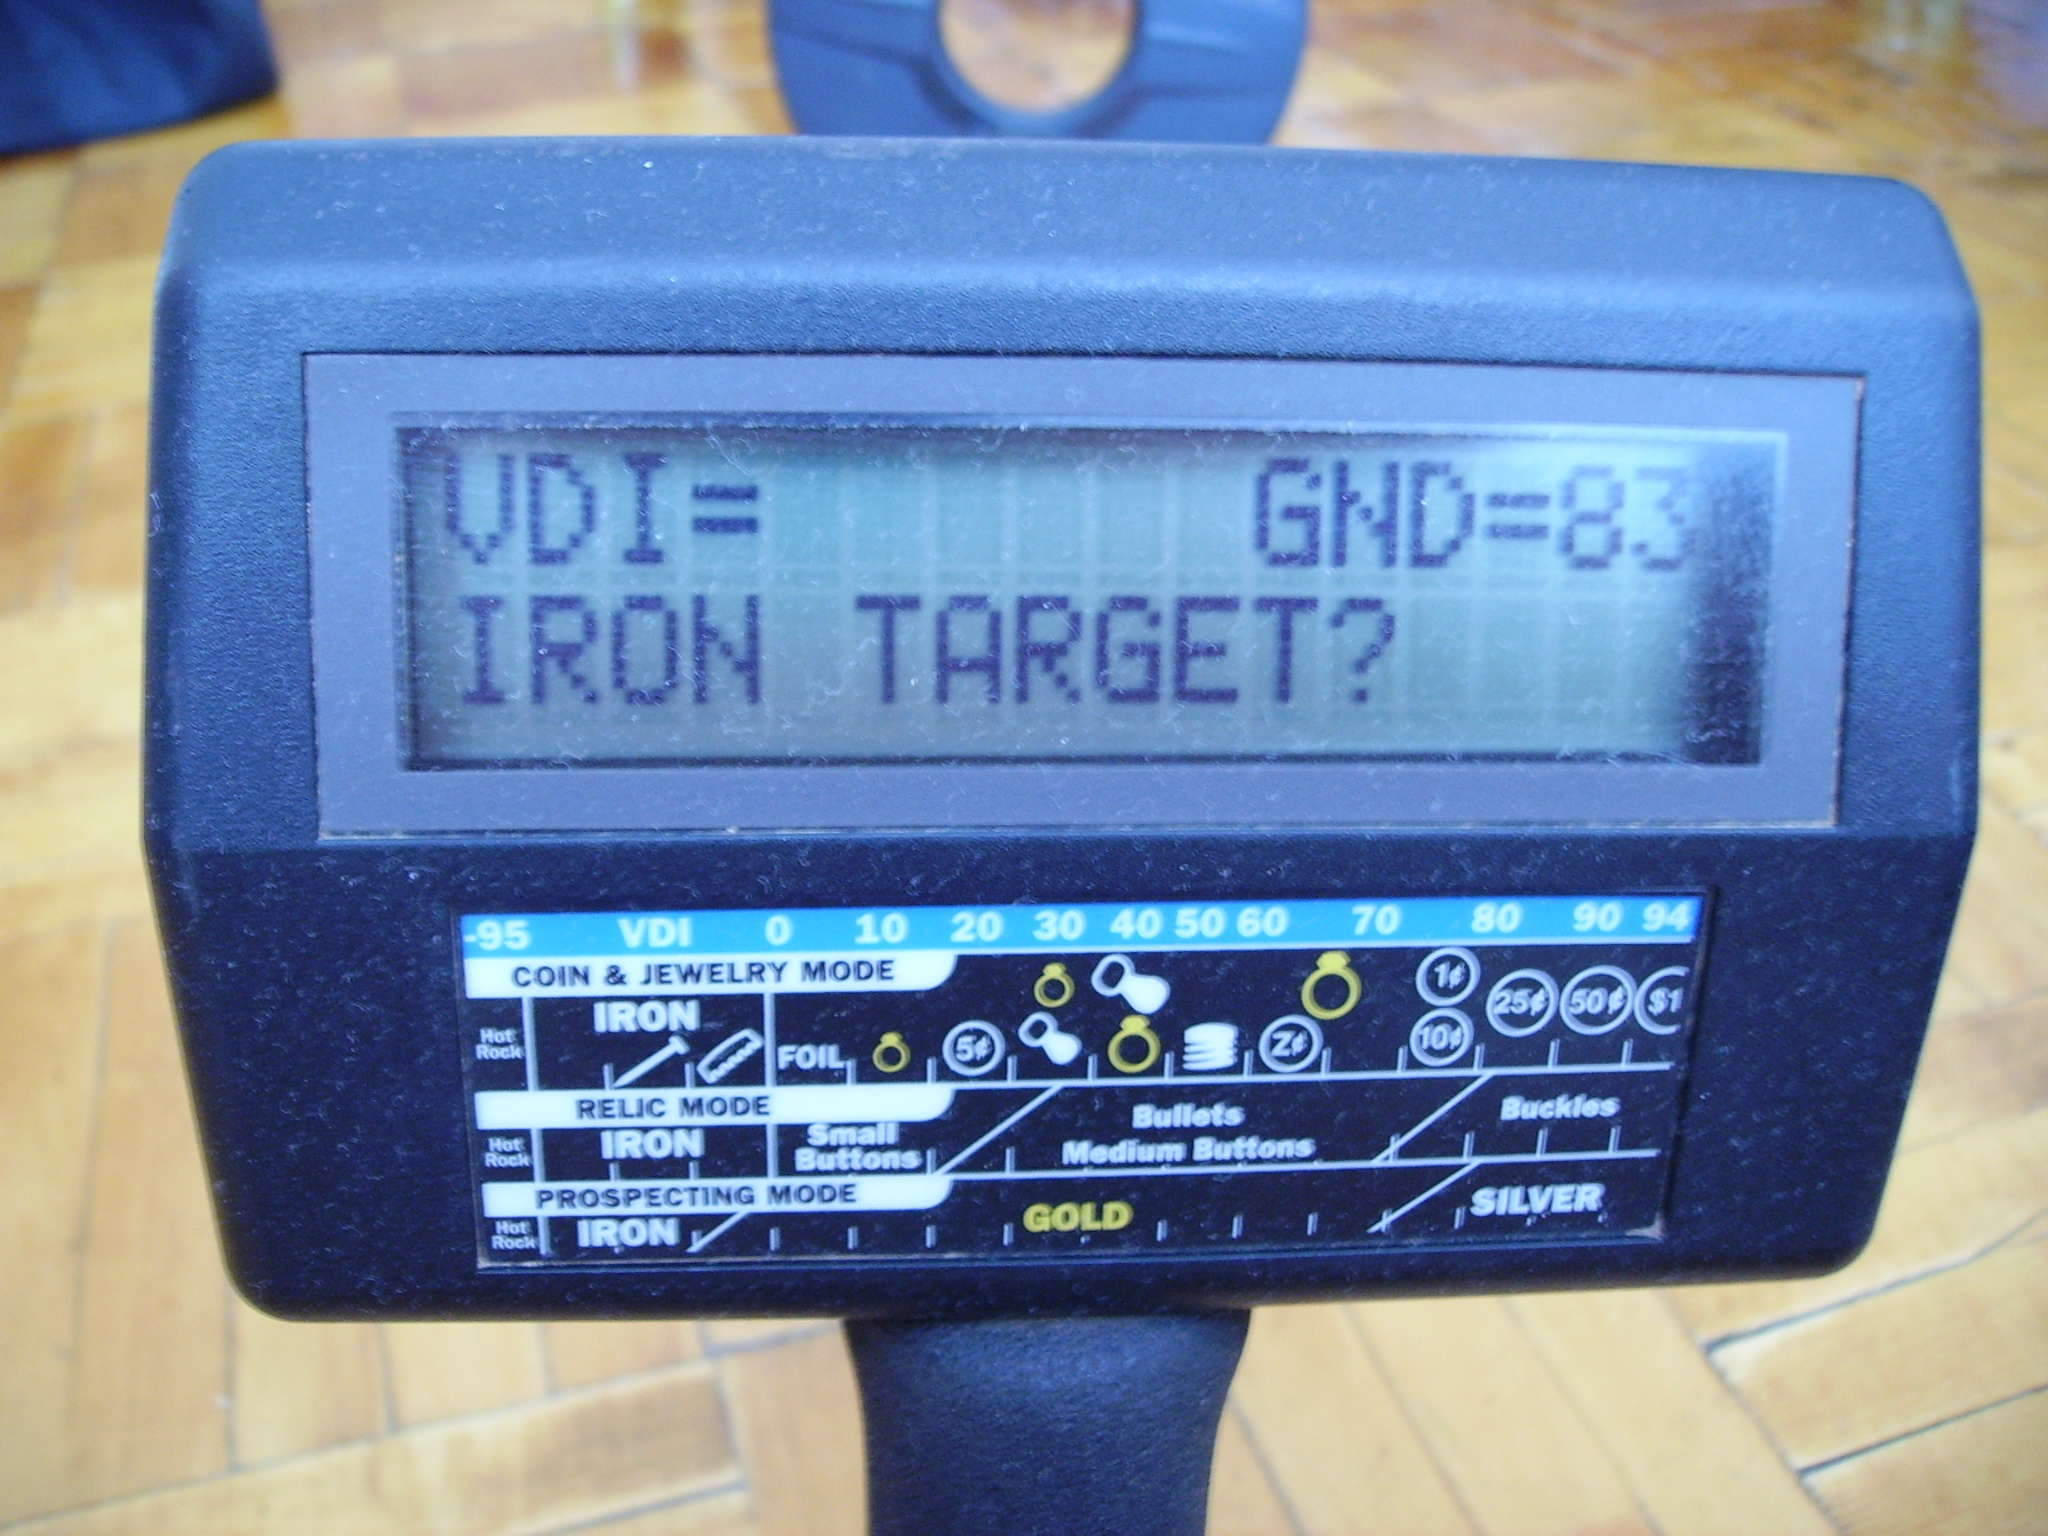 VDI= GND=83
IRON TARGET?
-95 VDI 0 10 20 30 40 50 60 70 80 90 94
COIN & JEWELRY MODE
Hot Rock
IRON
FOIL
5¢
Z¢
1¢
10¢
25¢
50¢
$1
RELIC MODE
Hot Rock
IRON
Small
Buttons
Bullets
Medium Buttons
Buckles
PROSPECTING MODE
Hot Rock
IRON
GOLD
SILVER